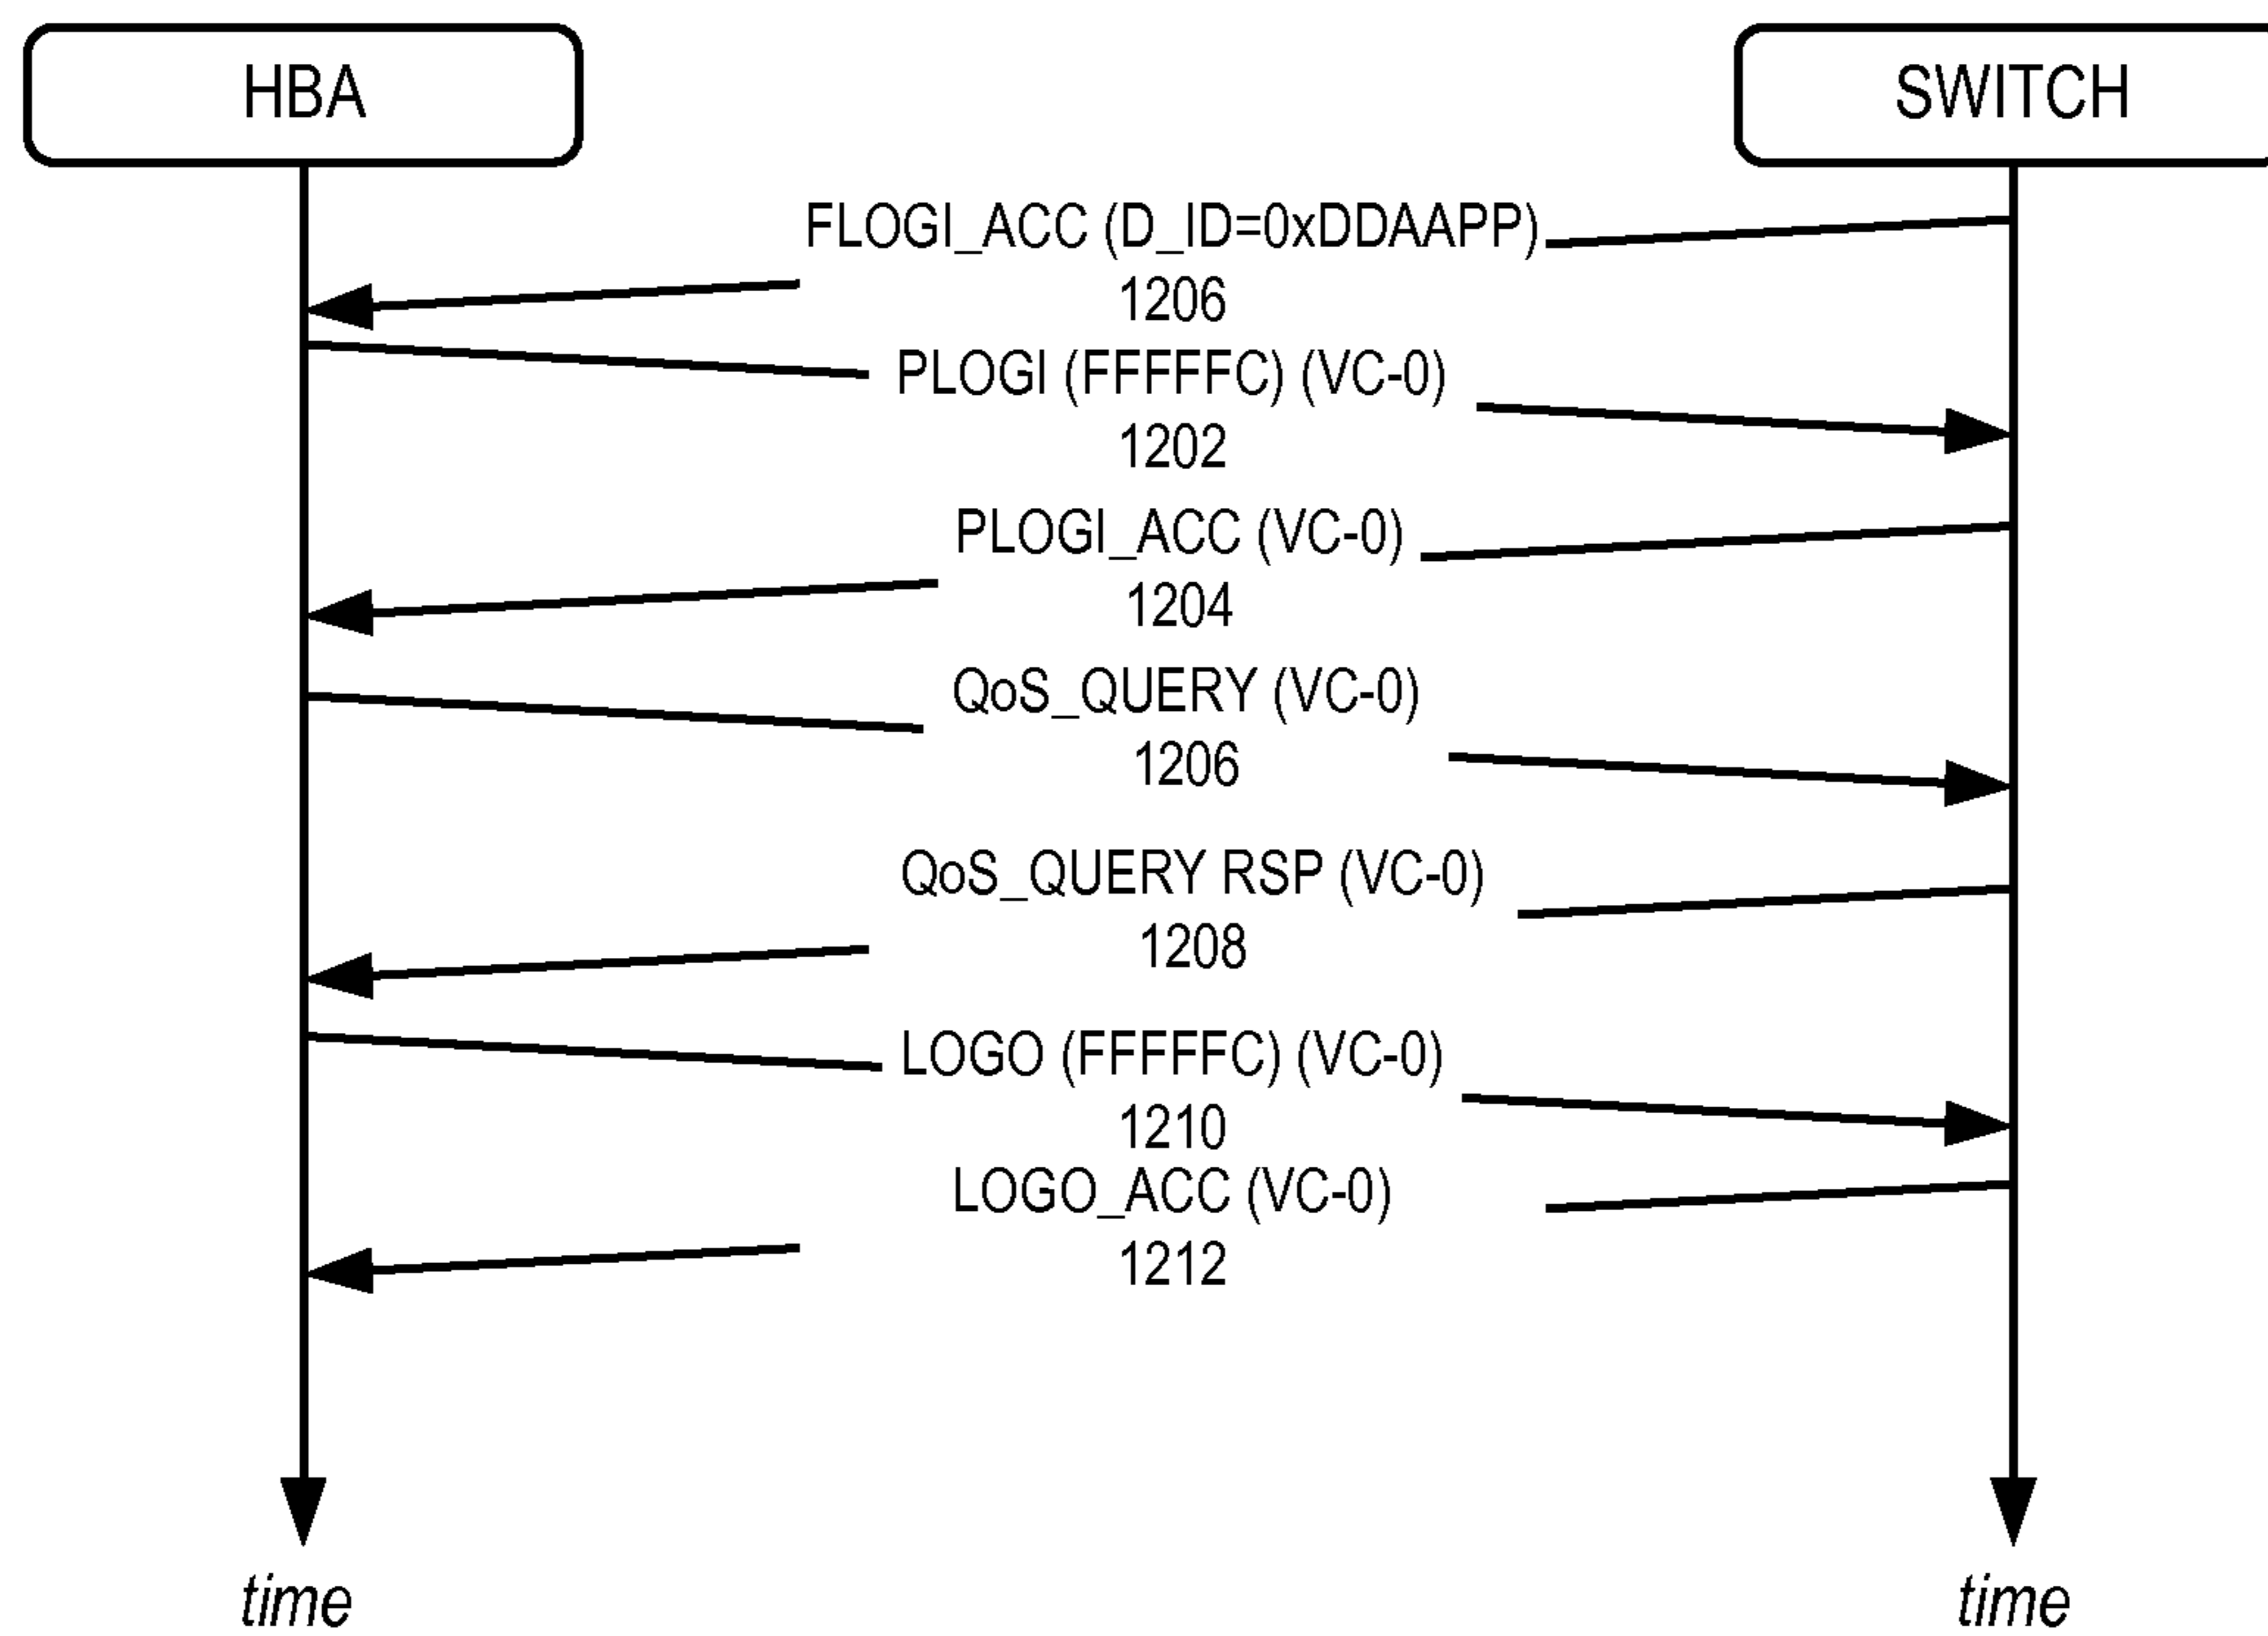 HBA
SWITCH
FLOGI_ACC (D_ID=0xDDAAPP)
1206
PLOGI (FFFFFC) (VC-0)
1202
PLOGI_ACC (VC-0)
1204
QoS_QUERY (VC-0)
1206
QoS_QUERY RSP (VC-0)
1208
LOGO (FFFFFC) (VC-0)
1210
LOGO_ACC (VC-0)
1212
time
time